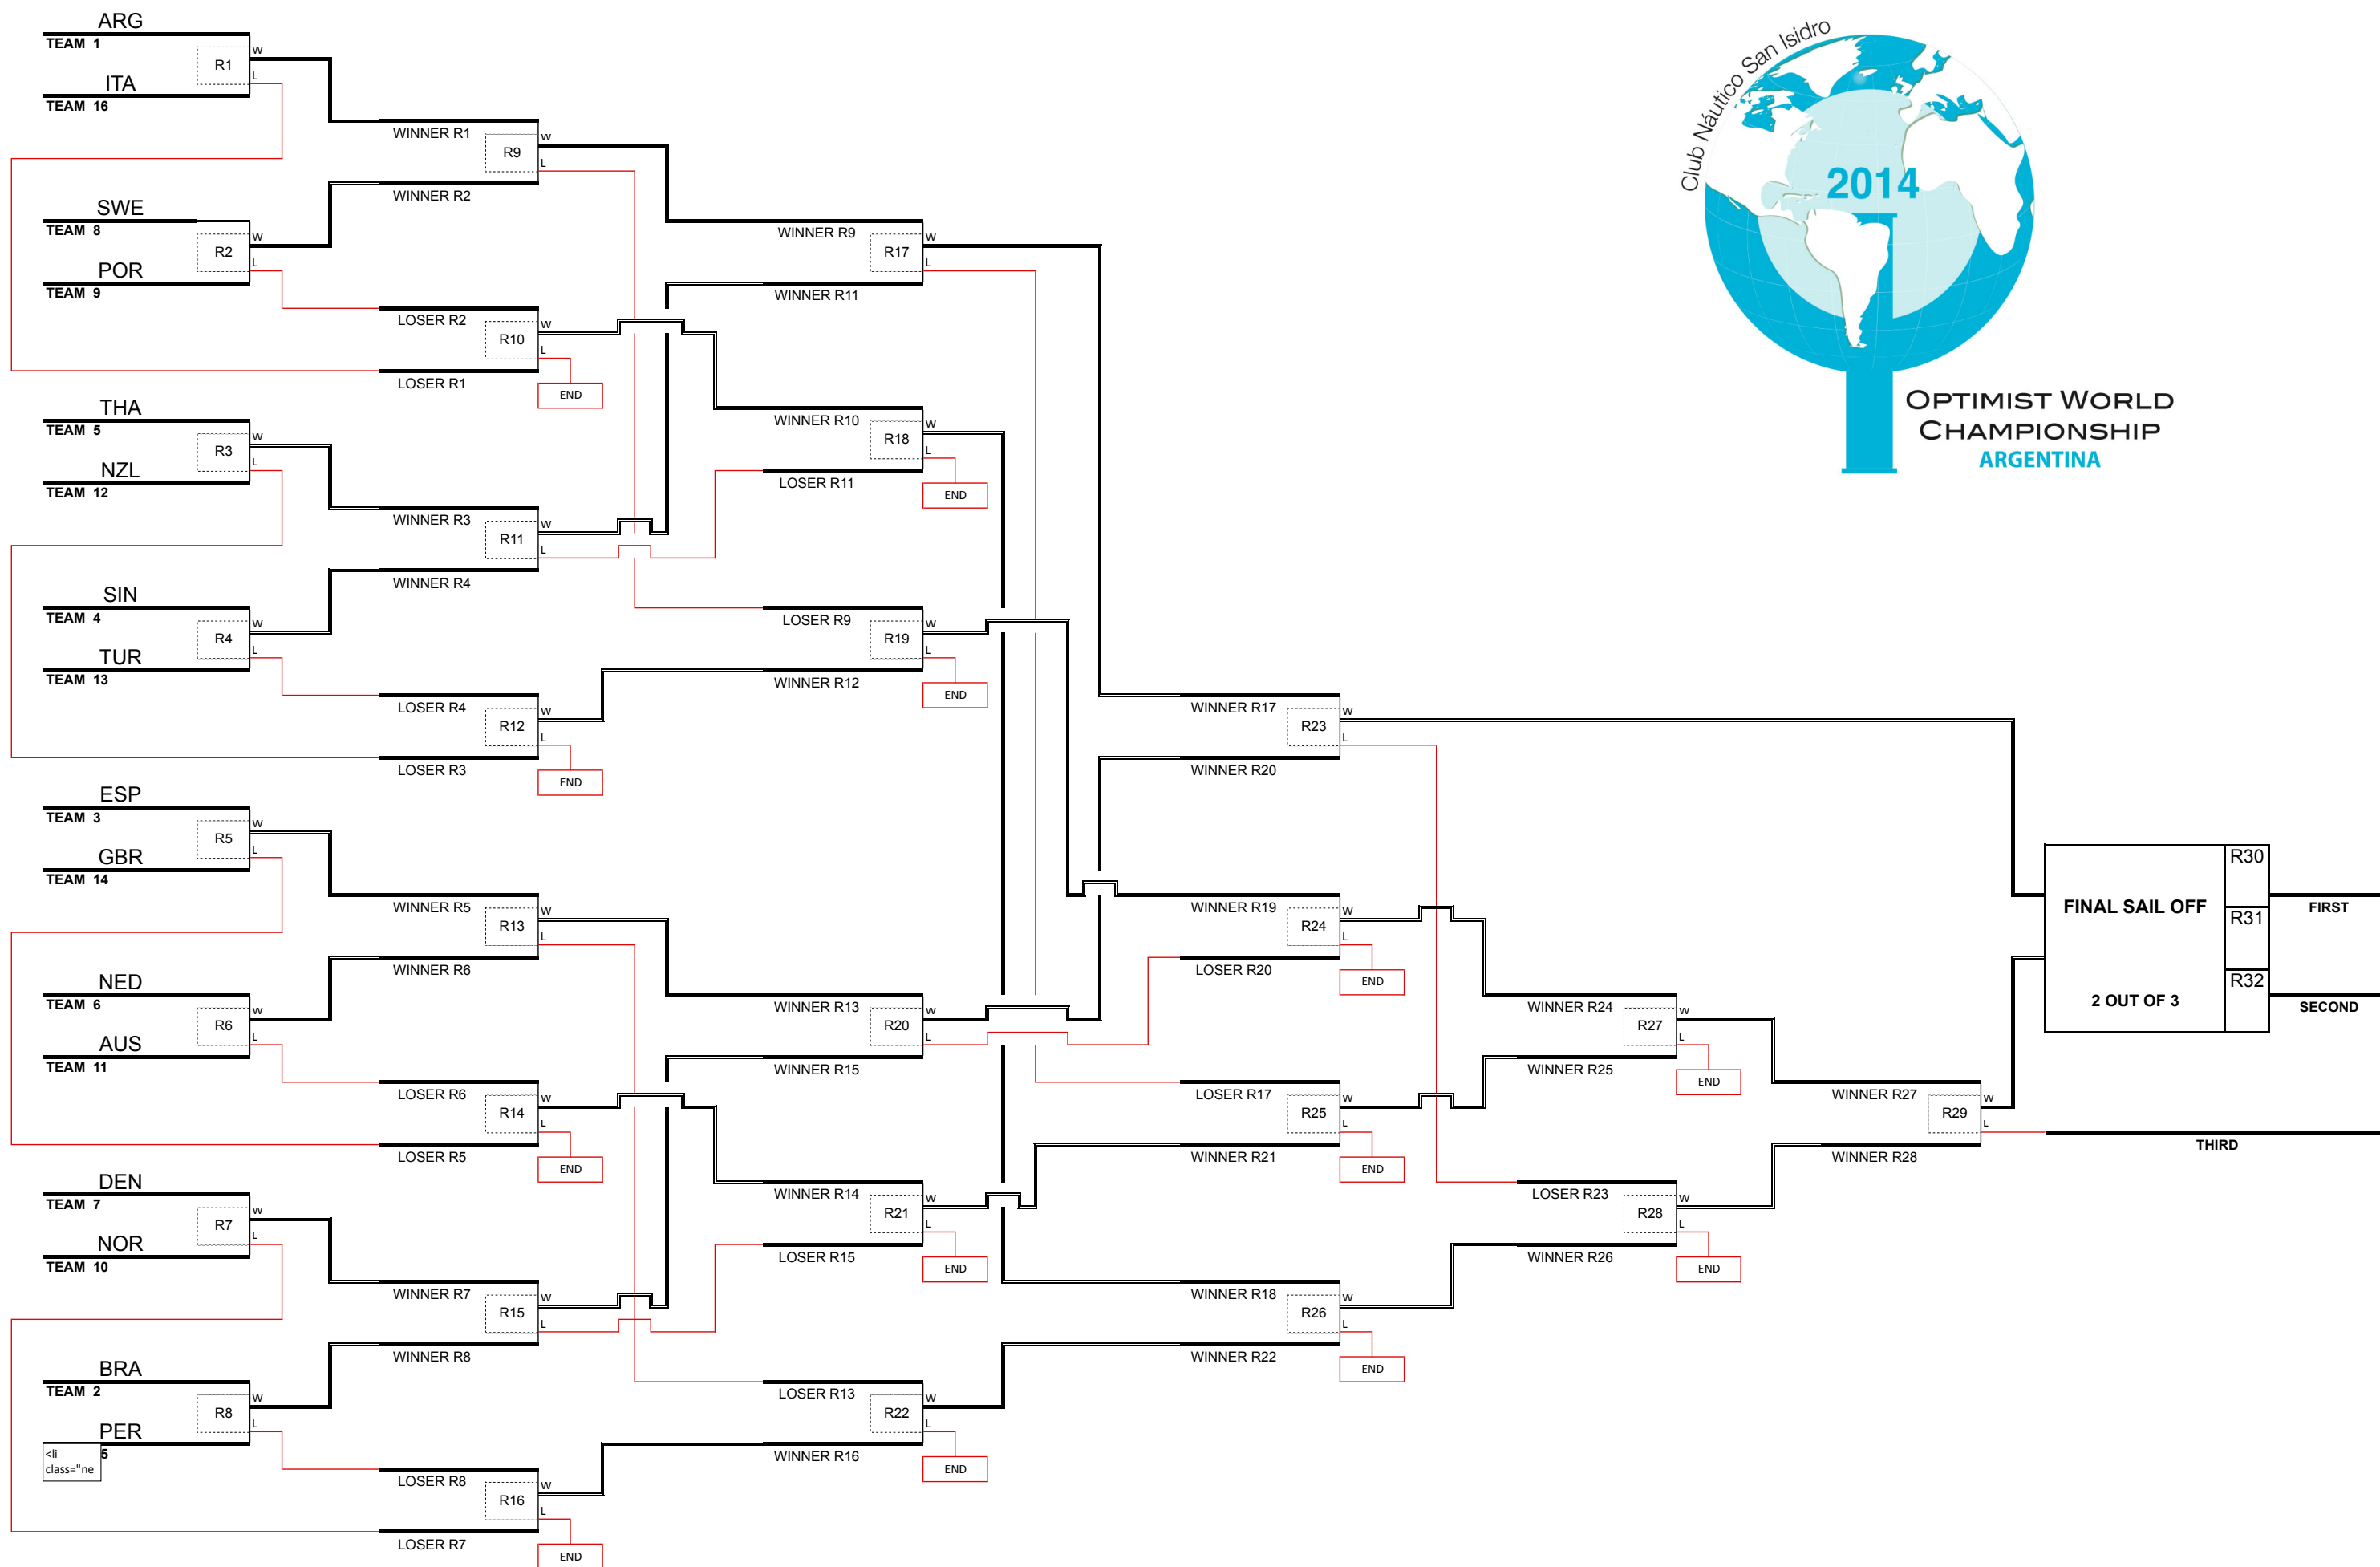 ARG
TEAM 1
R1
W
L
ITA
TEAM 16
WINNER R1
R9
W
L
WINNER R2
SWE
TEAM 8
R2
W
L
POR
TEAM 9
LOSER R2
R10
W
L
LOSER R1
END
THA
TEAM 5
R3
W
L
NZL
TEAM 12
WINNER R3
R11
W
L
WINNER R4
SIN
TEAM 4
R4
W
L
TUR
TEAM 13
LOSER R4
R12
W
L
LOSER R3
END
ESP
TEAM 3
R5
W
L
GBR
TEAM 14
WINNER R5
R13
W
L
WINNER R6
NED
TEAM 6
R6
W
L
AUS
TEAM 11
LOSER R6
R14
W
L
LOSER R5
END
DEN
TEAM 7
R7
W
L
NOR
TEAM 10
WINNER R7
R15
W
L
WINNER R8
BRA
TEAM 2
R8
W
L
PER
<li
class="ne
5
LOSER R8
R16
W
L
LOSER R7
END
WINNER R9
R17
W
L
WINNER R11
WINNER R10
R18
W
L
LOSER R11
END
LOSER R9
R19
W
L
WINNER R12
END
WINNER R13
R20
W
L
WINNER R15
WINNER R14
R21
W
L
LOSER R15
END
LOSER R13
R22
W
L
WINNER R16
END
WINNER R17
R23
W
L
WINNER R20
WINNER R19
R24
W
L
LOSER R20
END
LOSER R17
R25
W
L
WINNER R21
END
WINNER R18
R26
W
L
WINNER R22
END
WINNER R24
R27
W
L
WINNER R25
END
LOSER R23
R28
W
L
WINNER R26
END
WINNER R27
R29
W
L
WINNER R28
FINAL SAIL OFF
2 OUT OF 3
R30
R31
R32
FIRST
SECOND
THIRD
Club Náutico San Isidro
2014
OPTIMIST WORLD
CHAMPIONSHIP
ARGENTINA